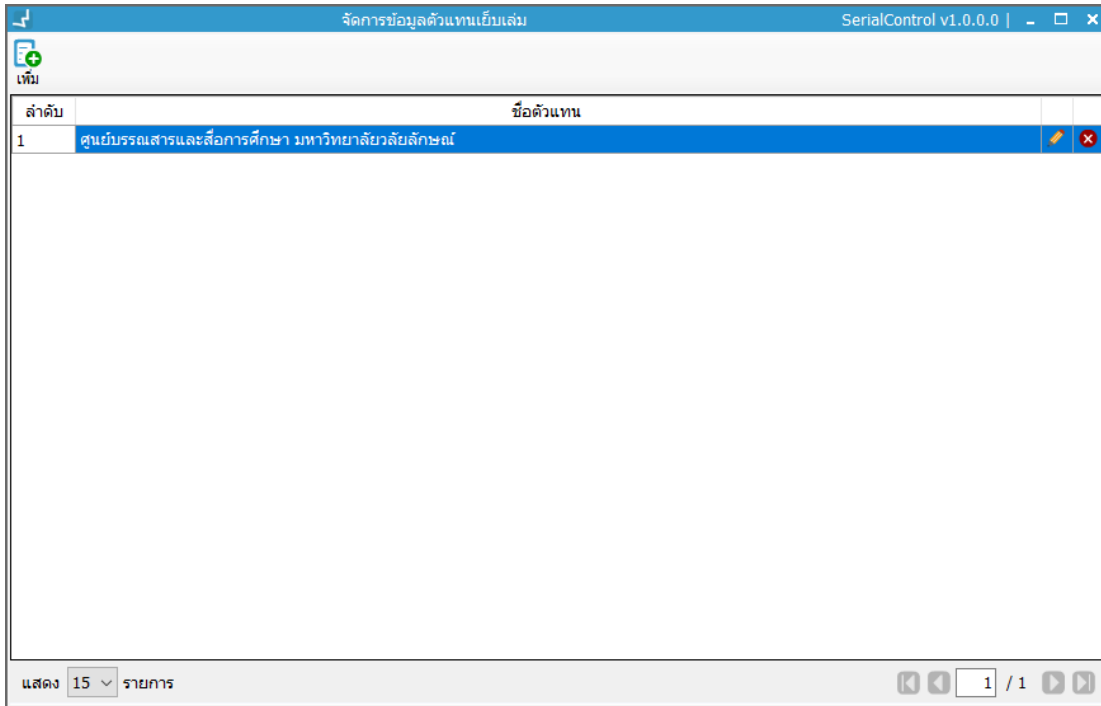 จัดการข้อมูลตัวแทนเย็บเล่ม SerialControl v1.0.0.0 |
เพิ่ม
ลำดับ ชื่อตัวแทน
1 ศูนย์บรรณสารและสื่อการศึกษา มหาวิทยาลัยวลัยลักษณ์
แสดง 15 รายการ 1 / 1